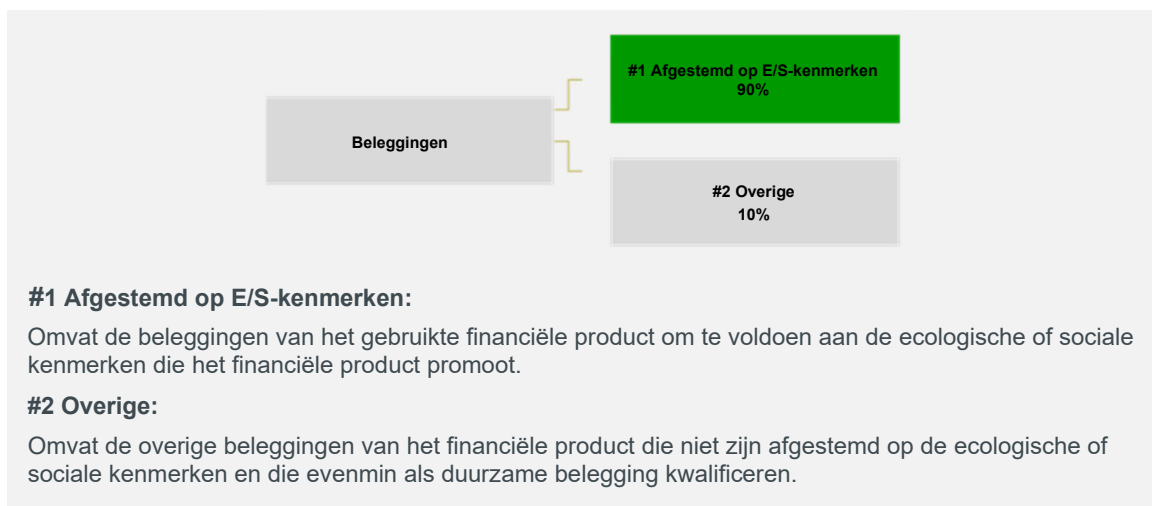 #1 Afgestemd op E/S-kenmerken
90%
Beleggingen
#2 Overige
10%
#1 Afgestemd op E/S-kenmerken:
Omvat de beleggingen van het gebruikte financiële product om te voldoen aan de ecologische of sociale
kenmerken die het financiële product promoot.
#2 Overige:
Omvat de overige beleggingen van het financiële product die niet zijn afgestemd op de ecologische of
sociale kenmerken en die evenmin als duurzame belegging kwalificeren.